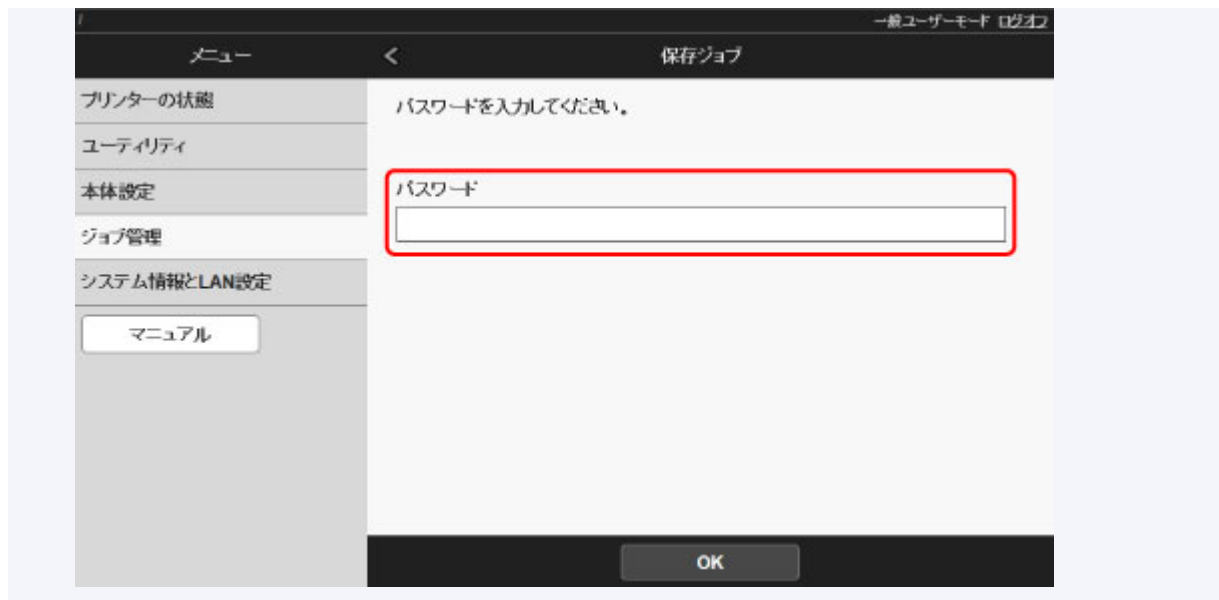 一般ユーザーモード ログオフ
メニュー
< 保存ジョブ
プリンターの状態
ユーティリティ
本体設定
ジョブ管理
システム情報とLAN設定
マニュアル
パスワードを入力してください。
パスワード
OK